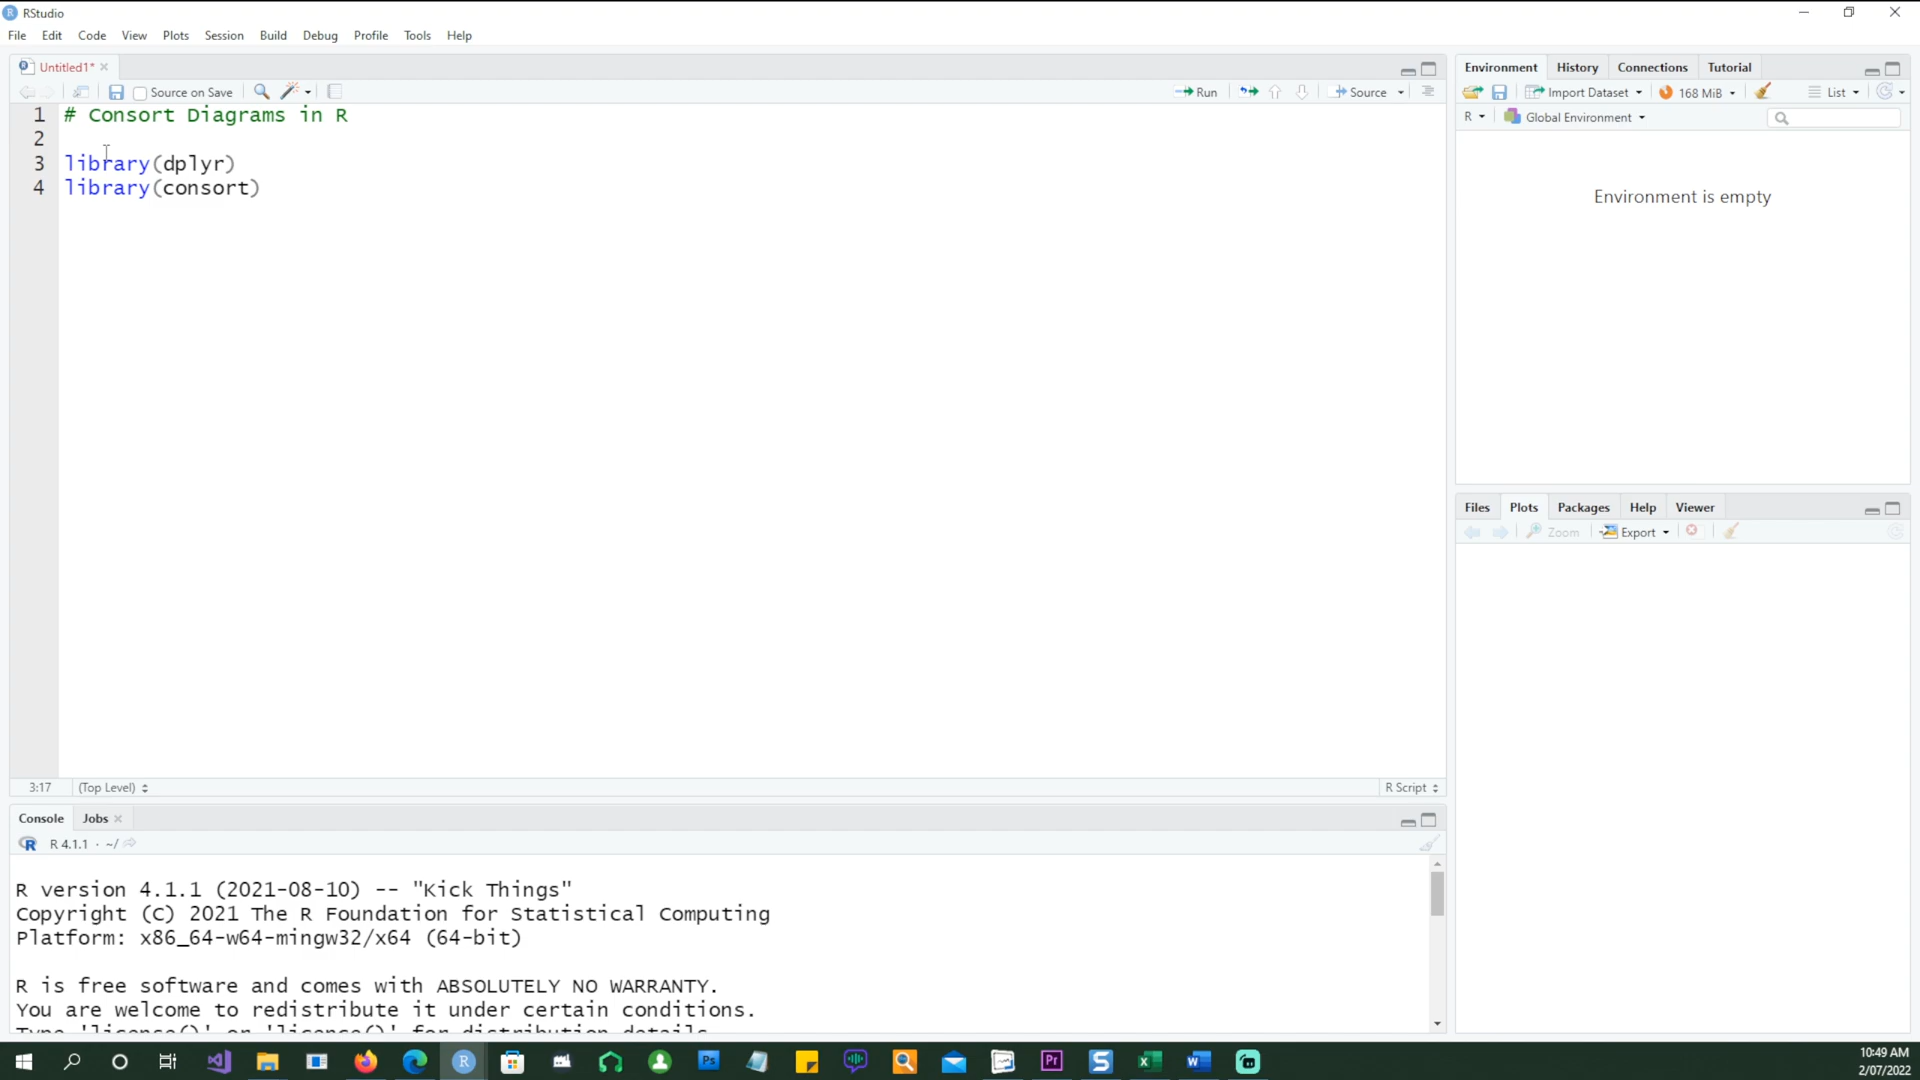 RStudio
File Edit Code View Plots Session Build Debug Profile Tools Help
Untitled1*
Source on Save
Run
Source
1 # Consort Diagrams in R
2
3 library(dplyr)
4 library(consort)
3:17 (Top Level)
R Script
Console Jobs
R 4.1.1 · ~/
R version 4.1.1 (2021-08-10) -- "Kick Things"
Copyright (C) 2021 The R Foundation for Statistical Computing
Platform: x86_64-w64-mingw32/x64 (64-bit)
R is free software and comes with ABSOLUTELY NO WARRANTY.
You are welcome to redistribute it under certain conditions.
Type 'license()' or 'licence()' for distribution details
Environment History Connections Tutorial
Import Dataset 168 MiB List
R Global Environment
Environment is empty
Files Plots Packages Help Viewer
Zoom Export
10:49 AM
2/07/2022